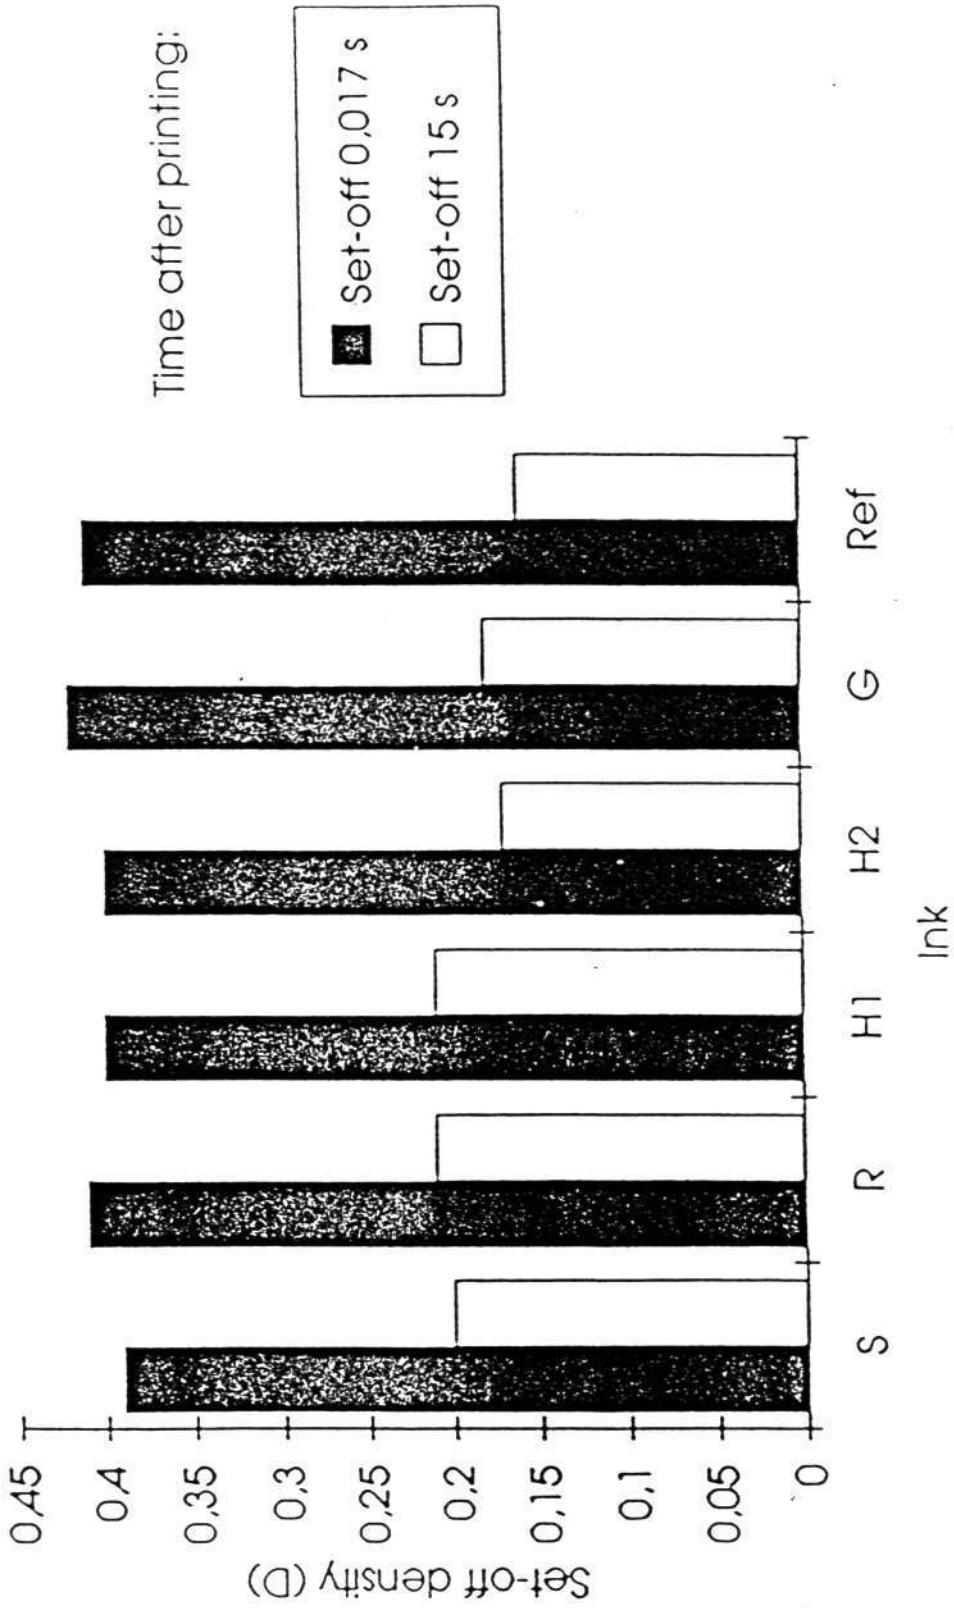 Time after printing:
Set-off 0,017 s
Set-off 15 s
0,45
0,4
0,35
0,3
0,25
0,2
0,15
0,1
0,05
0
Set-off density (D)
S
R
H1
H2
G
Ref
Ink